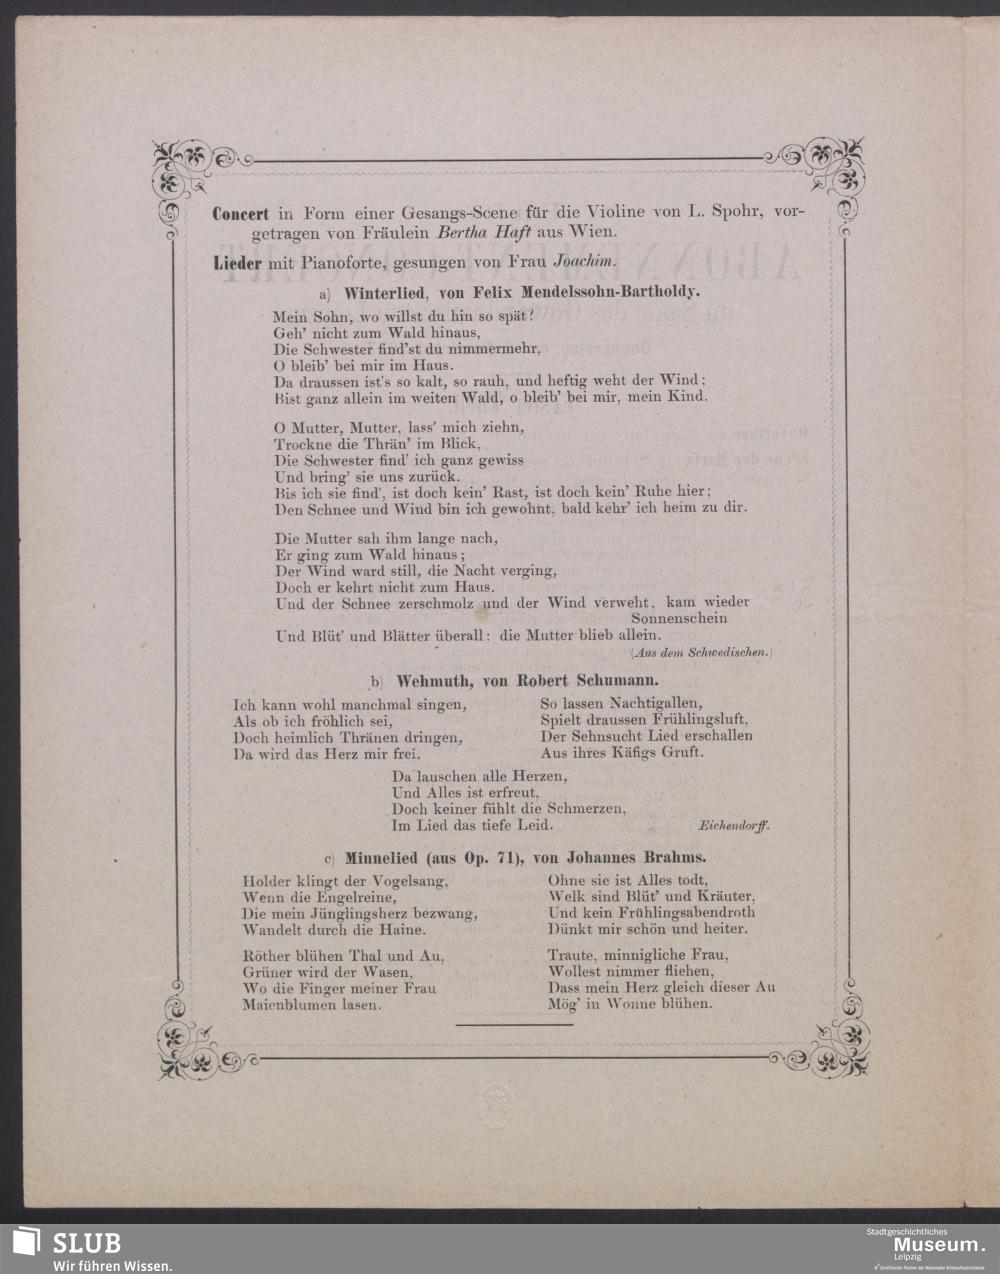 Concert in Form einer Gesangs-Scene für die Violine von L. Spohr, vor-
getragen von Fräulein Bertha Haft aus Wien.
Lieder mit Pianoforte, gesungen von Frau Joachim.
a) Winterlied, von Felix Mendelssohn-Bartholdy.
Mein Sohn, wo willst du hin so spät?
Geh' nicht zum Wald hinaus,
Die Schwester find'st du nimmermehr,
O bleib' bei mir im Haus.
Da draussen ist's so kalt, so rauh, und heftig weht der Wind;
Bist ganz allein im weiten Wald, o bleib' bei mir, mein Kind.
O Mutter, Mutter, lass' mich ziehn,
Trockne die Thrän' im Blick,
Die Schwester find' ich ganz gewiss
Und bring' sie uns zurück.
Bis ich sie find', ist doch kein' Rast, ist doch kein' Ruhe hier;
Den Schnee und Wind bin ich gewohnt, bald kehr' ich heim zu dir.
Die Mutter sah ihm lange nach,
Er ging zum Wald hinaus;
Der Wind ward still, die Nacht verging,
Doch er kehrt nicht zum Haus.
Und der Schnee zerschmolz und der Wind verweht, kam wieder
Sonnenschein
Und Blüt' und Blätter überall: die Mutter blieb allein.
(Aus dem Schwedischen.)
b) Wehmuth, von Robert Schumann.
Ich kann wohl manchmal singen,
Als ob ich fröhlich sei,
Doch heimlich Thränen dringen,
Da wird das Herz mir frei.
So lassen Nachtigallen,
Spielt draussen Frühlingsluft,
Der Sehnsucht Lied erschallen
Aus ihres Käfigs Gruft.
Da lauschen alle Herzen,
Und Alles ist erfreut,
Doch keiner fühlt die Schmerzen,
Im Lied das tiefe Leid.
Eichendorff.
c) Minnelied (aus Op. 71), von Johannes Brahms.
Holder klingt der Vogelsang,
Wenn die Engelreine,
Die mein Jünglingsherz bezwang,
Wandelt durch die Haine.
Röther blühen Thal und Au,
Grüner wird der Wasen,
Wo die Finger meiner Frau
Maienblumen lasen.
Ohne sie ist Alles todt,
Welk sind Blüt' und Kräuter,
Und kein Frühlingsabendroth
Dünkt mir schön und heiter.
Traute, minnigliche Frau,
Wollest nimmer fliehen,
Dass mein Herz gleich dieser Au
Mög' in Wonne blühen.
SLUB
Wir führen Wissen.
Stadtgeschichtliches
Museum.
Leipzig
Zertifizierter Partner der Nationalen Klimaschutzinitiative